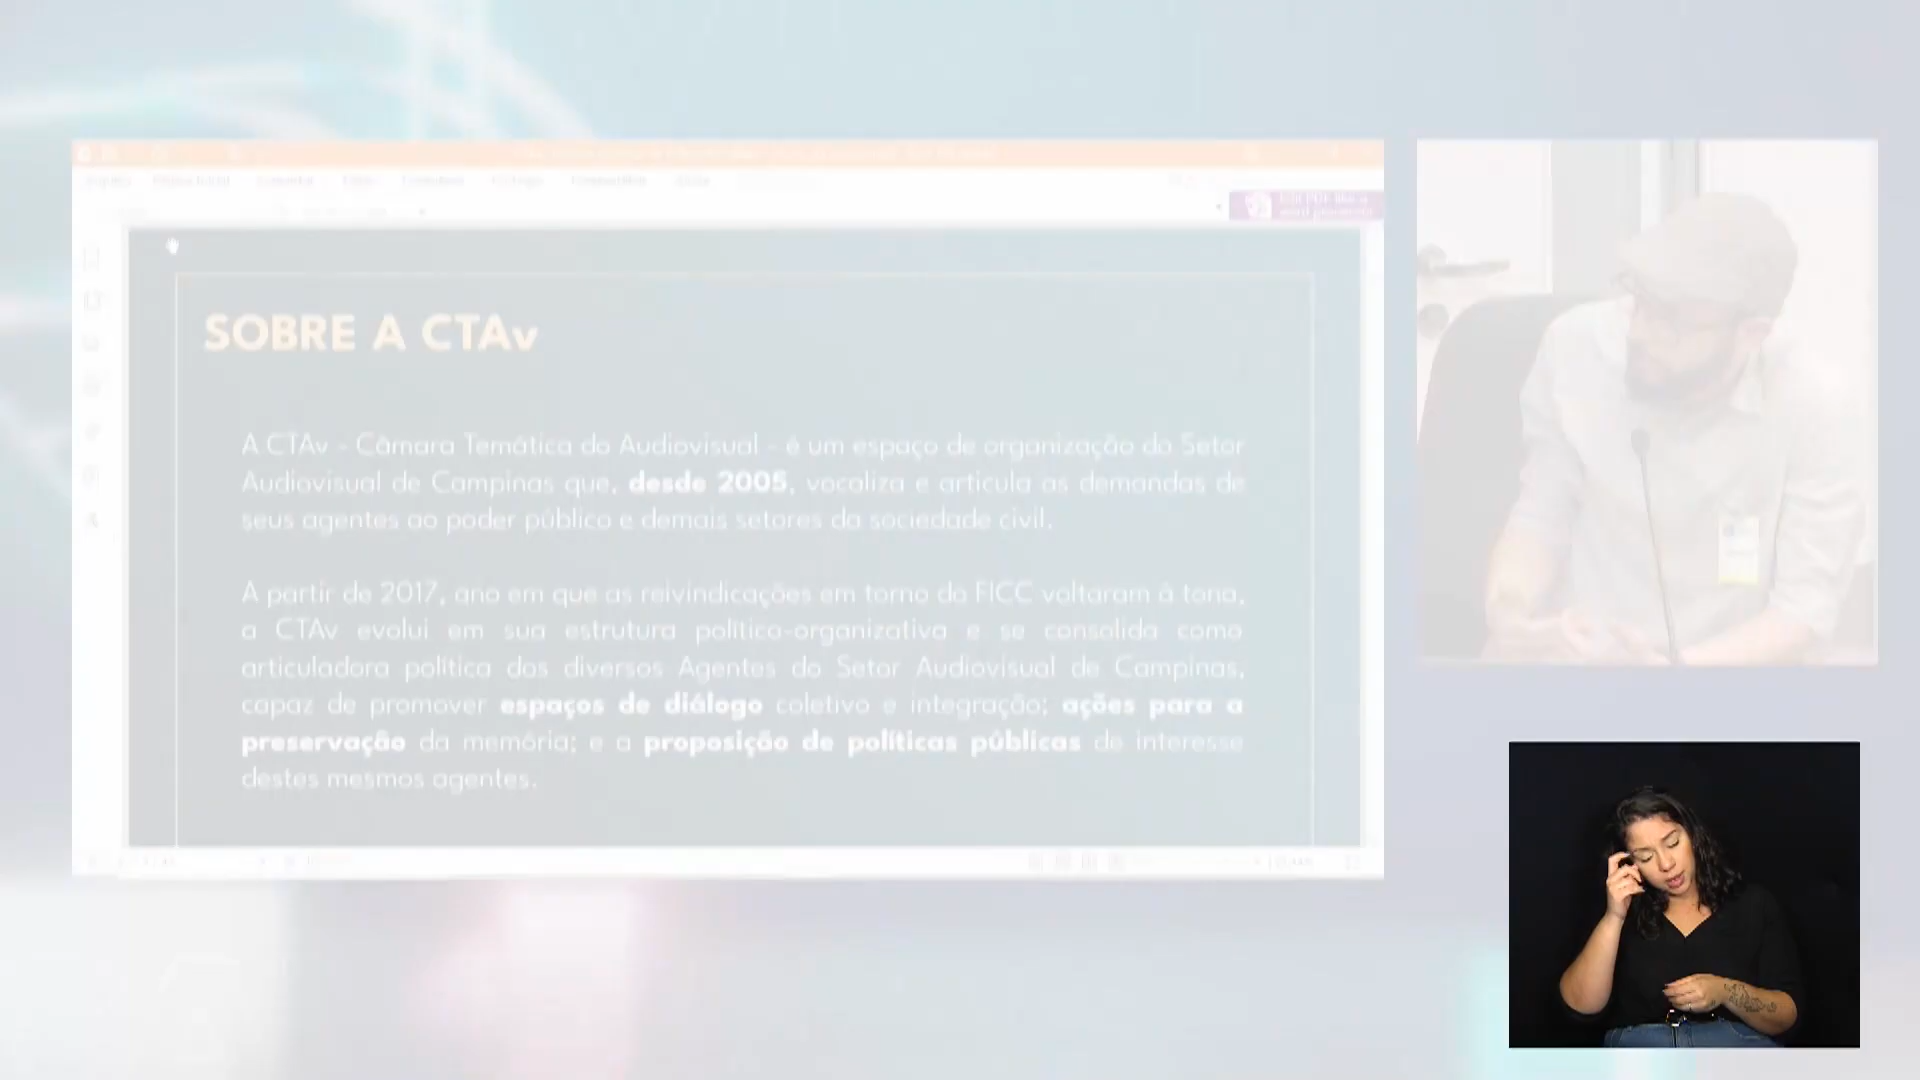 SOBRE A CTAv
A CTAv - Câmara Temática do Audiovisual - é um espaço de organização do Setor
Audiovisual de Campinas que, desde 2005, vocaliza e articula as demandas de
seus agentes ao poder público e demais setores da sociedade civil.
A partir de 2017, ano em que as reivindicações em torno do FICC voltaram à tona,
a CTAv evolui em sua estrutura político-organizativa e se consolida como
articuladora política dos diversos Agentes do Setor Audiovisual de Campinas,
capaz de promover espaços de diálogo coletivo e integração; ações para a
preservação da memória; e a proposição de políticas públicas de interesse
destes mesmos agentes.